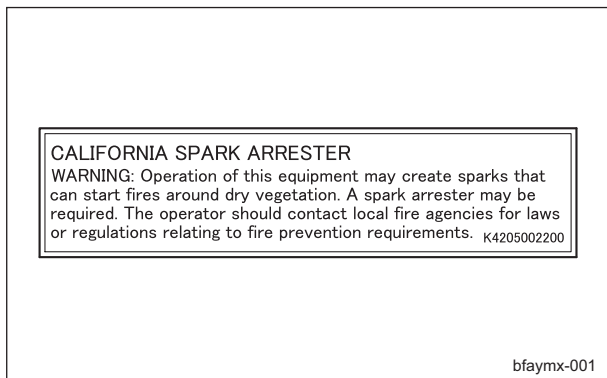 CALIFORNIA SPARK ARRESTER
WARNING: Operation of this equipment may create sparks that
can start fires around dry vegetation. A spark arrester may be
required. The operator should contact local fire agencies for laws
or regulations relating to fire prevention requirements. K4205002200
bfaymx-001